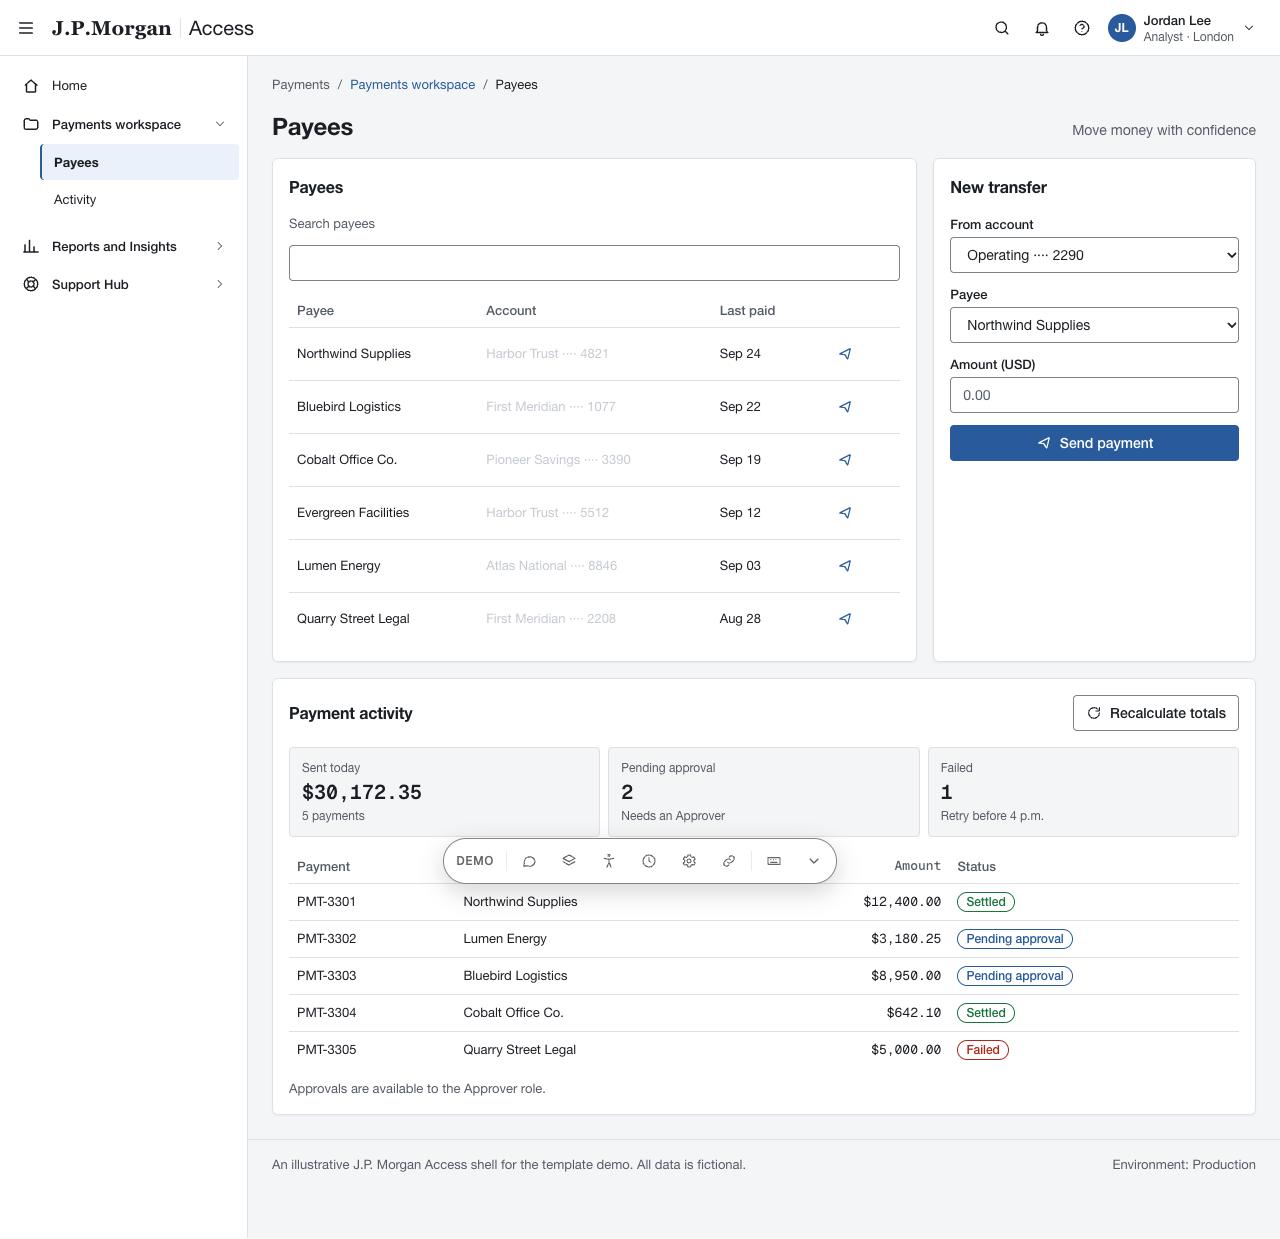 J.P.Morgan Access
JL
Jordan Lee
Analyst · London
Home
Payments workspace
Payees
Activity
Reports and Insights
Support Hub
Payments / Payments workspace / Payees
Payees
Move money with confidence
Payees
Search payees
Payee Account Last paid
Northwind Supplies Harbor Trust ···· 4821 Sep 24
Bluebird Logistics First Meridian ···· 1077 Sep 22
Cobalt Office Co. Pioneer Savings ···· 3390 Sep 19
Evergreen Facilities Harbor Trust ···· 5512 Sep 12
Lumen Energy Atlas National ···· 8846 Sep 03
Quarry Street Legal First Meridian ···· 2208 Aug 28
New transfer
From account
Operating ···· 2290
Payee
Northwind Supplies
Amount (USD)
0.00
Send payment
Payment activity
Recalculate totals
Sent today
$30,172.35
5 payments
Pending approval
2
Needs an Approver
Failed
1
Retry before 4 p.m.
DEMO
Payment Amount Status
PMT-3301 Northwind Supplies $12,400.00 Settled
PMT-3302 Lumen Energy $3,180.25 Pending approval
PMT-3303 Bluebird Logistics $8,950.00 Pending approval
PMT-3304 Cobalt Office Co. $642.10 Settled
PMT-3305 Quarry Street Legal $5,000.00 Failed
Approvals are available to the Approver role.
An illustrative J.P. Morgan Access shell for the template demo. All data is fictional.
Environment: Production